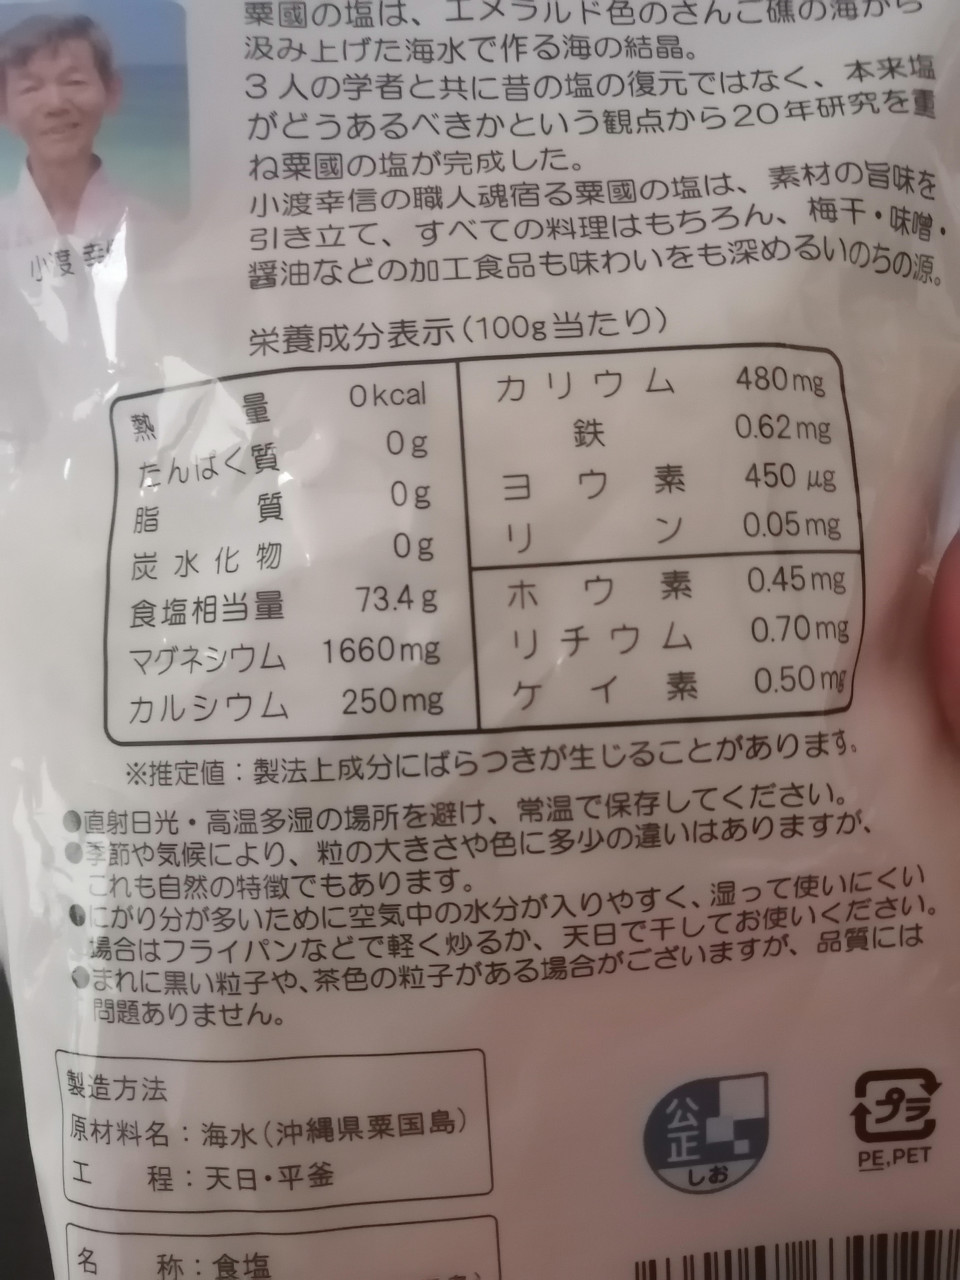 粟國の塩は、エメラルド色のさんご礁の海から
汲み上げた海水で作る海の結晶。
3人の学者と共に昔の塩の復元ではなく、本来塩
がどうあるべきかという観点から20年研究を重
ね粟國の塩が完成した。
小渡幸信の職人魂宿る粟國の塩は、素材の旨味を
引き立て、すべての料理はもちろん、梅干・味噌・
醤油などの加工食品も味わいをも深めるいのちの源。
小渡 幸
栄養成分表示(100g当たり)
熱量 0kcal
たんぱく質 0g
脂質 0g
炭水化物 0g
食塩相当量 73.4g
マグネシウム 1660mg
カルシウム 250mg
カリウム 480mg
鉄 0.62mg
ヨウ素 450μg
リン 0.05mg
ホウ素 0.45mg
リチウム 0.70mg
ケイ素 0.50mg
※推定値：製法上成分にばらつきが生じることがあります。
●直射日光・高温多湿の場所を避け、常温で保存してください。
●季節や気候により、粒の大きさや色に多少の違いはありますが、
これも自然の特徴でもあります。
●にがり分が多いために空気中の水分が入りやすく、湿って使いにくい
場合はフライパンなどで軽く炒るか、天日で干してお使いください。
●まれに黒い粒子や、茶色の粒子がある場合がございますが、品質には
問題ありません。
製造方法
原材料名：海水(沖縄県粟国島)
工程：天日・平釜
公正
しお
プラ
PE,PET
名称：食塩